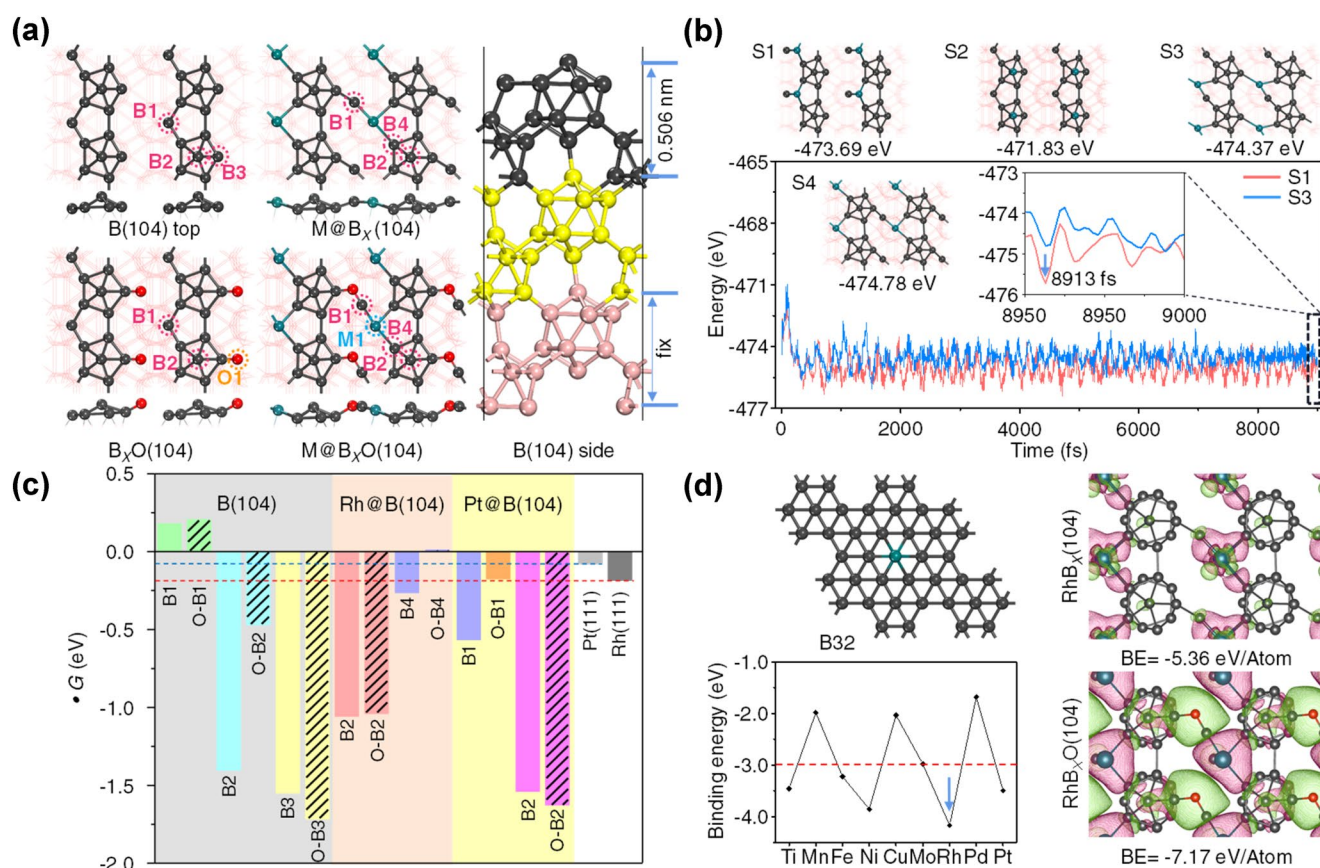 (a)
B1
B2
B3
B(104) top
B1
B4
B2
M@BX(104)
B1
B2
O1
BXO(104)
B1
M1
B4
B2
M@BXO(104)
0.506 nm
fix
B(104) side
(b)
S1
-473.69 eV
S2
-471.83 eV
S3
-474.37 eV
S4
-474.78 eV
Energy (eV)
-465
-468
-471
-474
-477
-473
-474
-475
-476
8913 fs
8950
8950
9000
S1
S3
0
2000
4000
6000
8000
Time (fs)
(c)
• G (eV)
0.5
0.0
-0.5
-1.0
-1.5
-2.0
B(104)
Rh@B(104)
Pt@B(104)
B1
O-B1
B2
O-B2
B3
O-B3
B2
O-B2
B4
O-B4
B1
O-B1
B2
O-B2
Pt(111)
Rh(111)
(d)
B32
Binding energy (eV)
-1.0
-2.0
-3.0
-4.0
Ti Mn Fe Ni Cu Mo Rh Pd Pt
RhBX(104)
BE= -5.36 eV/Atom
RhBXO(104)
BE= -7.17 eV/Atom